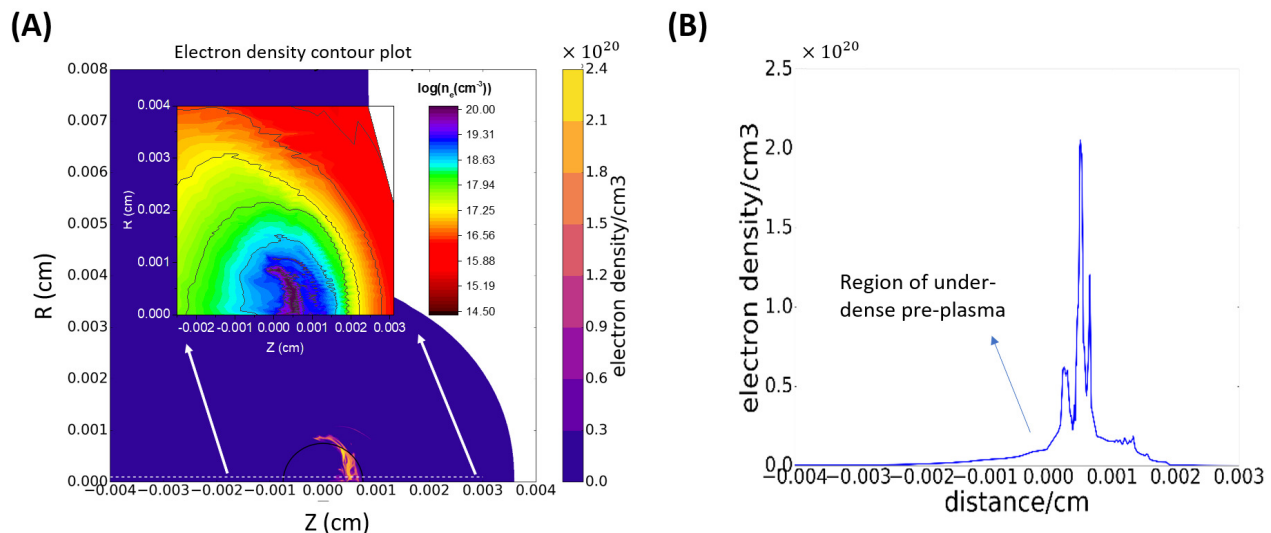 (A)
Electron density contour plot
× 10²⁰
0.008
0.007
0.006
0.005
0.004
0.003
0.002
0.001
0.000
R (cm)
−0.004 −0.003 −0.002 −0.001 0.000 0.001 0.002 0.003 0.004
Z (cm)
0.004
0.003
0.002
0.001
0.000
R (cm)
-0.002 -0.001 0.000 0.001 0.002 0.003
Z (cm)
log(nₑ(cm⁻³))
20.00
19.31
18.63
17.94
17.25
16.56
15.88
15.19
14.50
2.4
2.1
1.8
1.5
1.2
0.9
0.6
0.3
0.0
electron density/cm3
(B)
× 10²⁰
2.5
2.0
1.5
1.0
0.5
0.0
electron density/cm3
Region of under-
dense pre-plasma
−0.004 −0.003 −0.002 −0.001 0.000 0.001 0.002 0.003
distance/cm